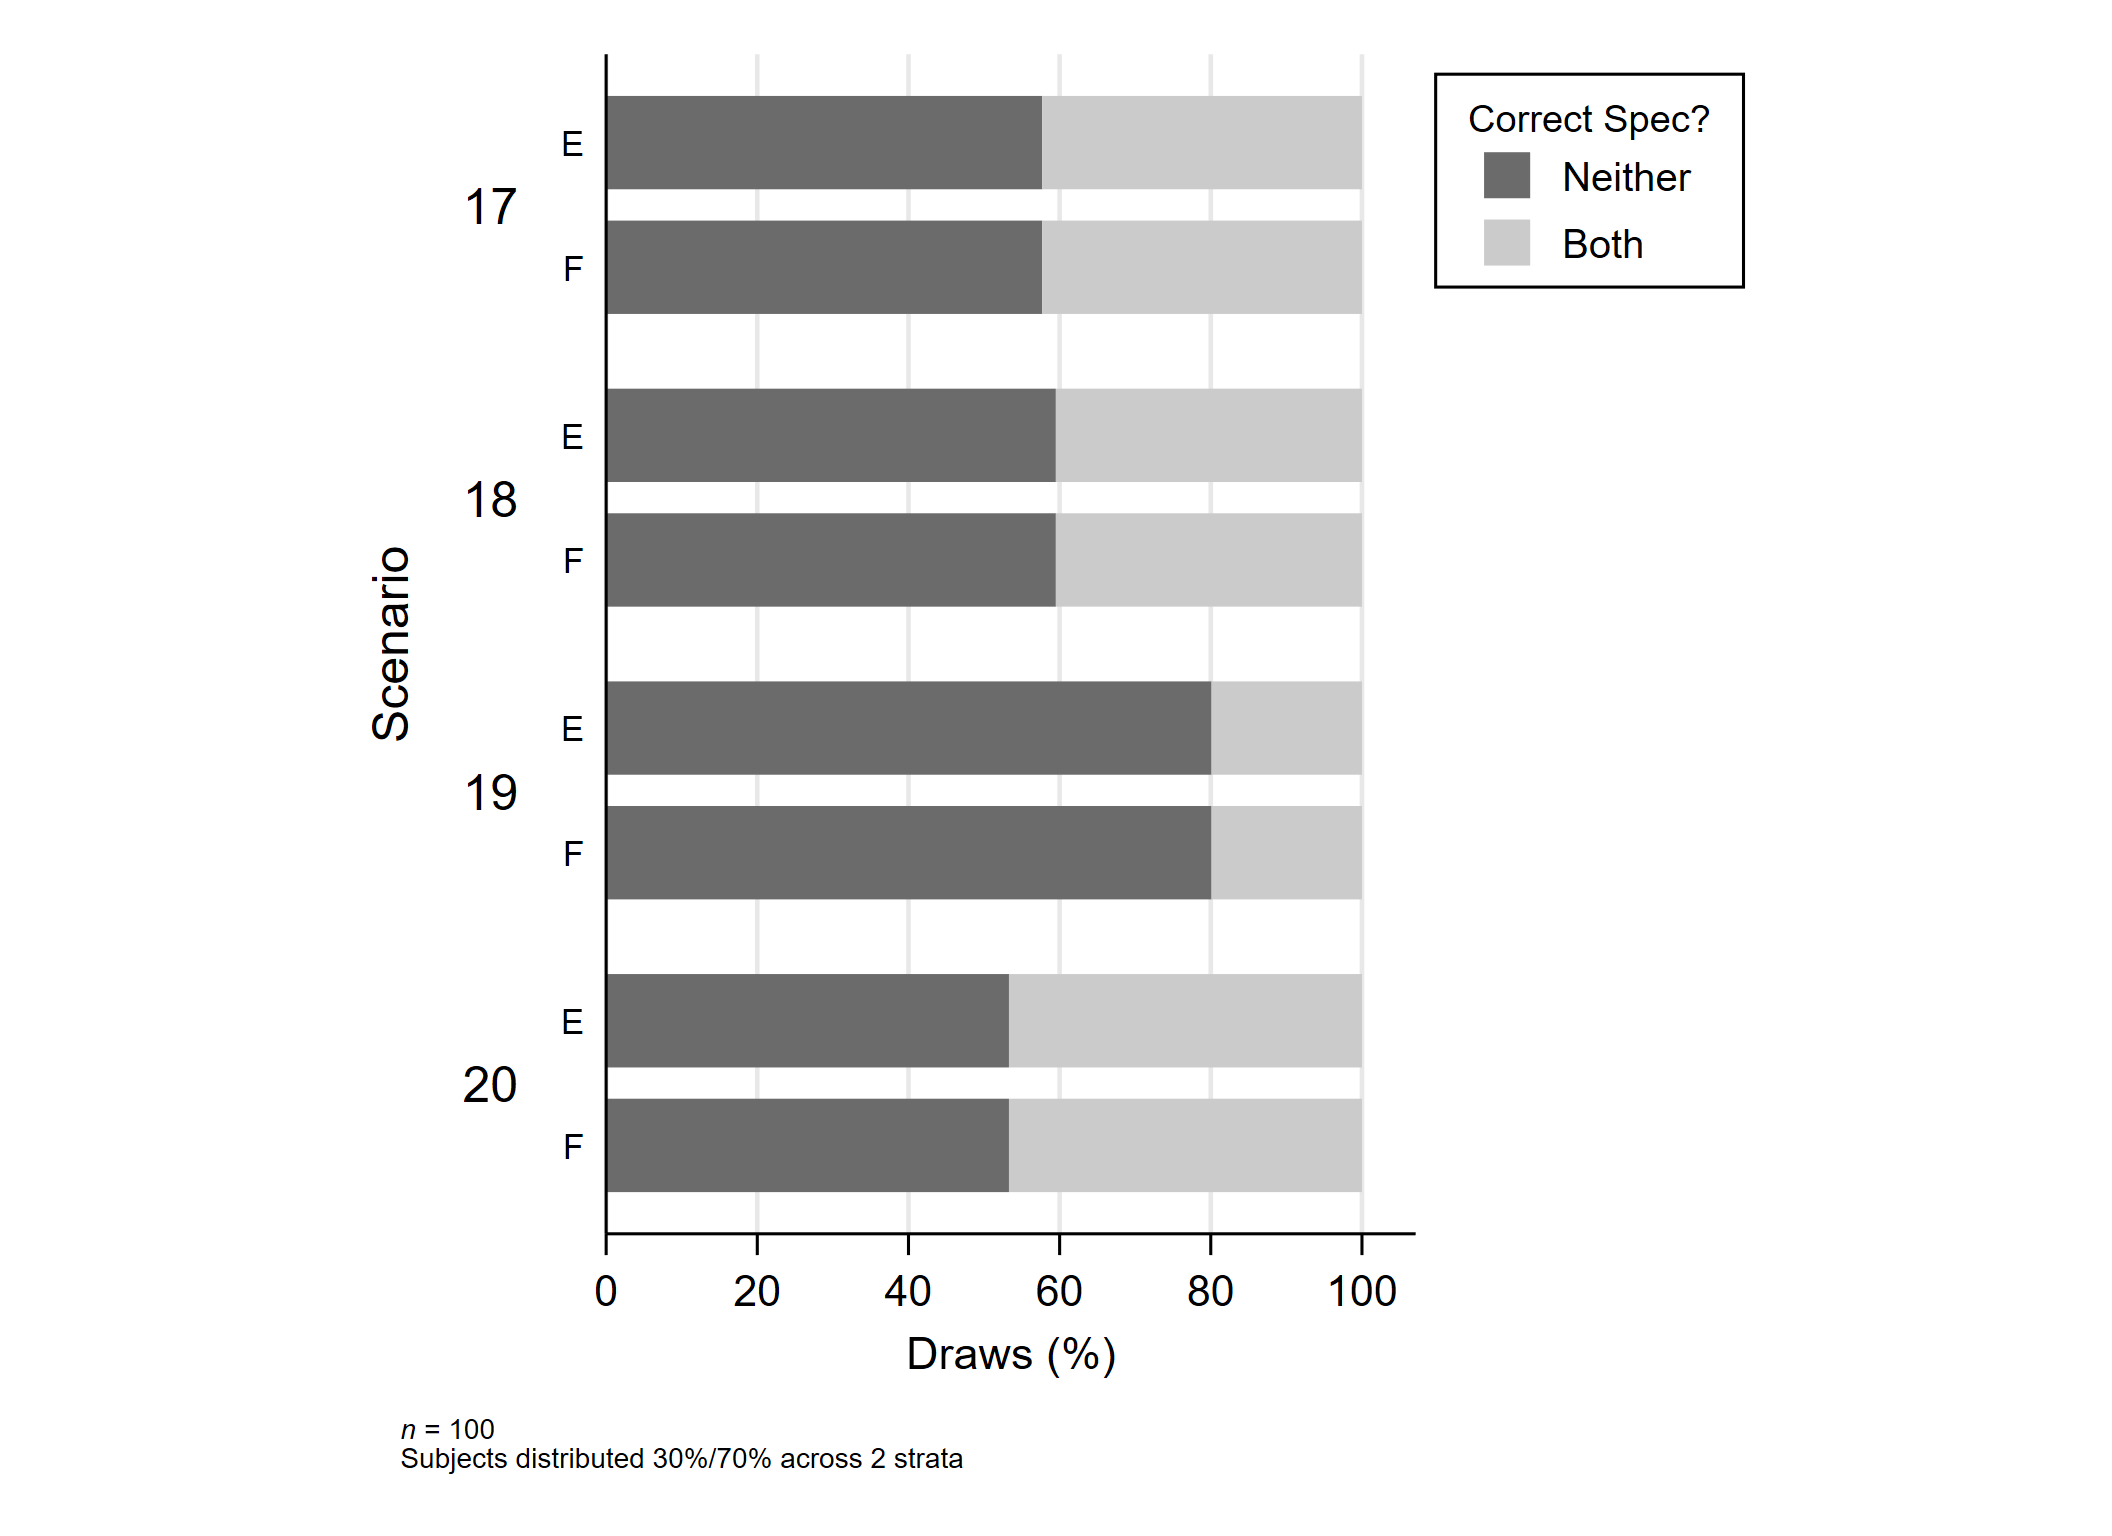 Correct Spec?
Neither
Both
Scenario
17
E
F
18
E
F
19
E
F
20
E
F
0 20 40 60 80 100
Draws (%)
n = 100
Subjects distributed 30%/70% across 2 strata